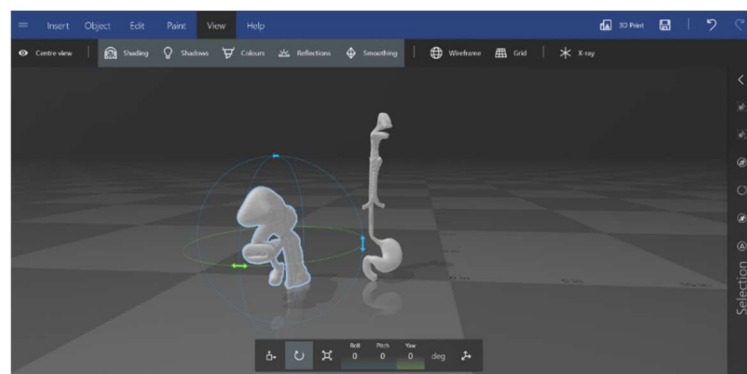 Insert Object Edit Paint View Help 3D Print
Centre view Shading Shadows Colours Reflections Smoothing Wireframe Grid X-ray
Selection
Roll Pitch Yaw
0 0 0 deg